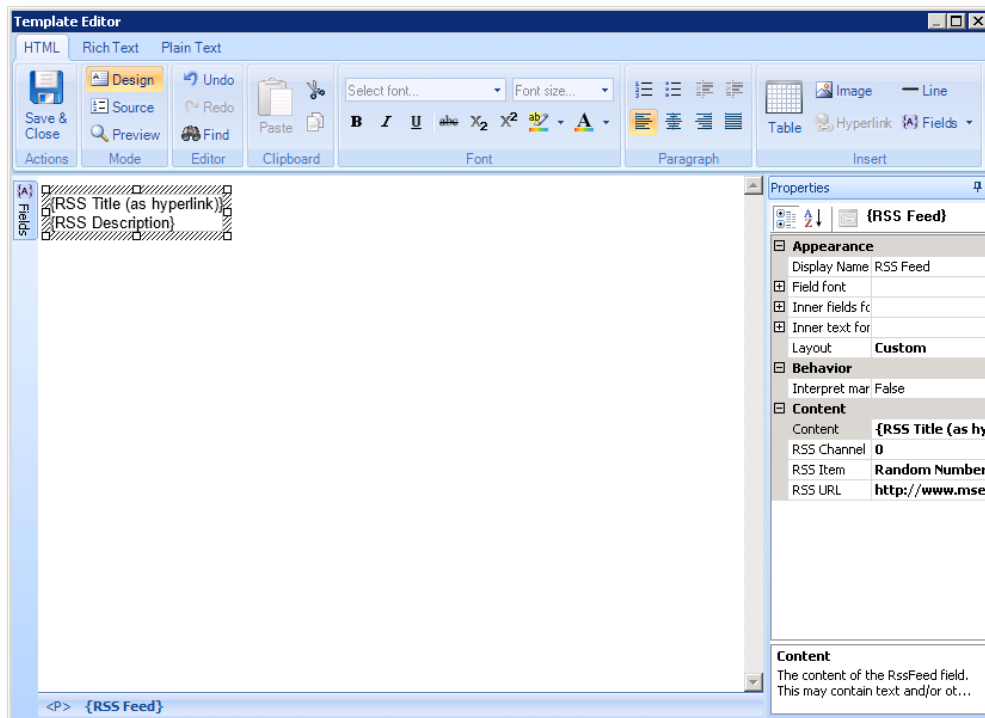 Template Editor
HTML Rich Text Plain Text
Save & Close
Design
Source
Preview
Undo
Redo
Find
Paste
Select font... Font size...
B I U abc X2 X2 ab A
Table
Image Line
Hyperlink {A} Fields
Actions Mode Editor Clipboard Font Paragraph Insert
{A} Fields
{RSS Title (as hyperlink)}
{RSS Description}
Properties
A Z {RSS Feed}
Appearance
Display Name RSS Feed
Field font
Inner fields fc
Inner text for
Layout Custom
Behavior
Interpret mar False
Content
Content {RSS Title (as hy
RSS Channel 0
RSS Item Random Number
RSS URL http://www.mse
Content
The content of the RssFeed field.
This may contain text and/or ot...
<P> {RSS Feed}